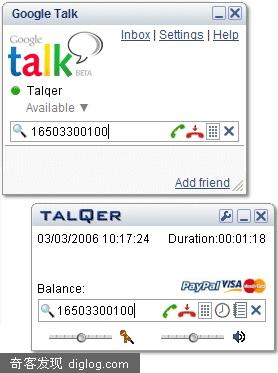 Google Talk
Inbox | Settings | Help
Google
talk
BETA
Talqer
Available ▼
16503300100
Add friend
TALQER
03/03/2006 10:17:24 Duration:00:01:18
Balance: PayPal VISA MasterCard
16503300100
奇客发现 diglog.com